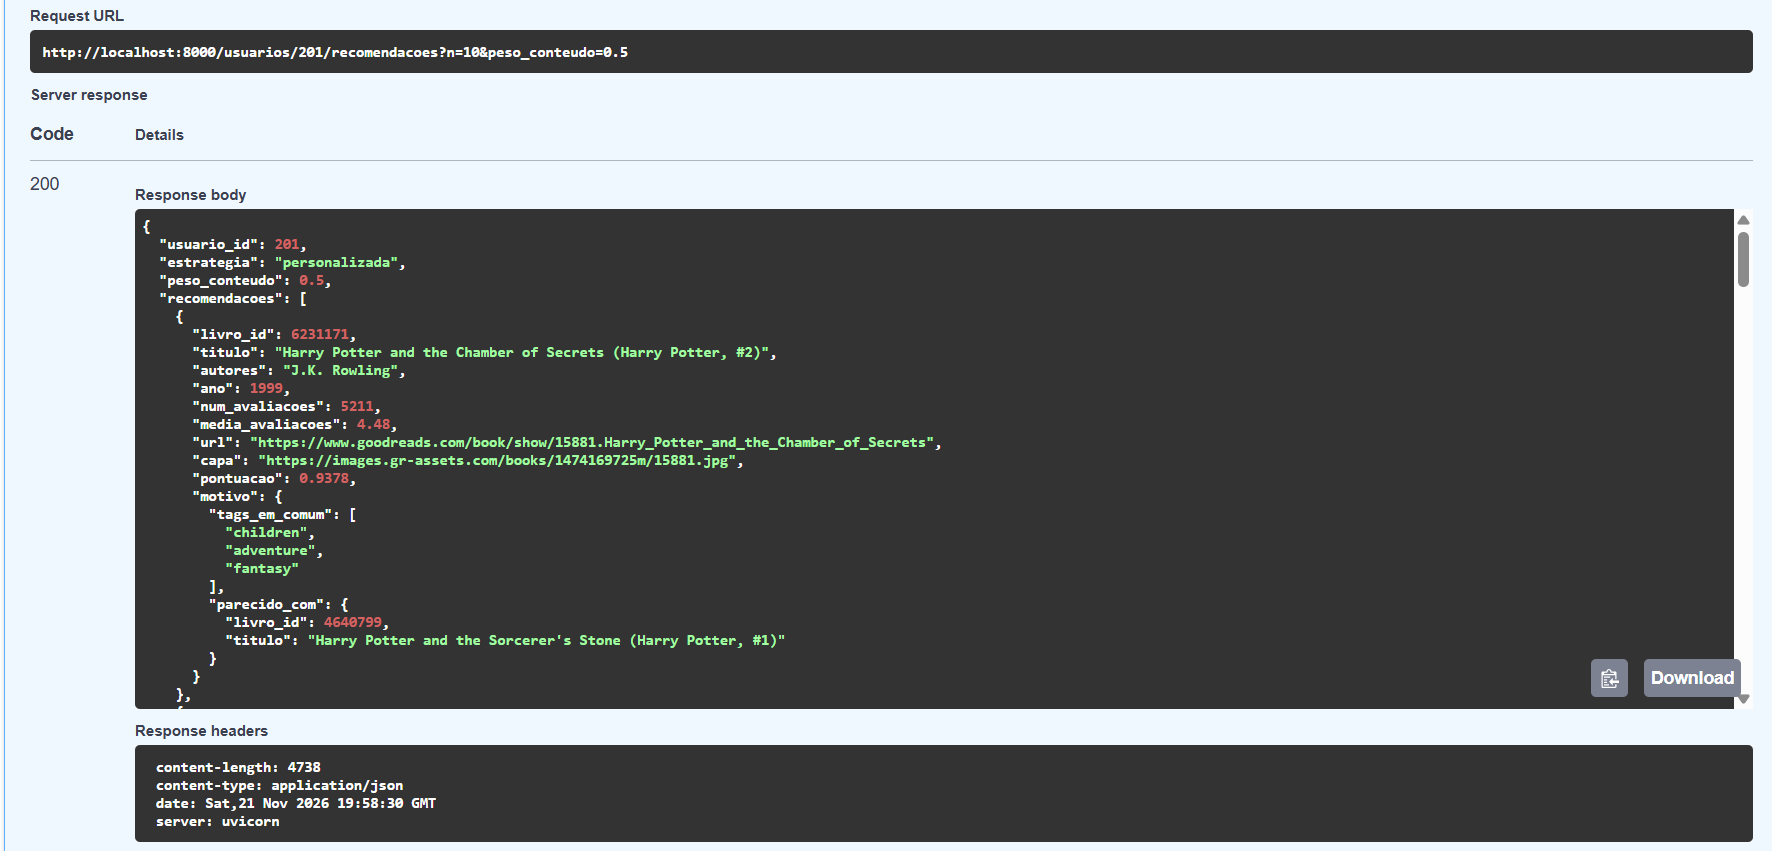 Request URL
http://localhost:8000/usuarios/201/recomendacoes?n=10&peso_conteudo=0.5
Server response
Code Details
200
Response body
{
  "usuario_id": 201,
  "estrategia": "personalizada",
  "peso_conteudo": 0.5,
  "recomendacoes": [
    {
      "livro_id": 6231171,
      "titulo": "Harry Potter and the Chamber of Secrets (Harry Potter, #2)",
      "autores": "J.K. Rowling",
      "ano": 1999,
      "num_avaliacoes": 5211,
      "media_avaliacoes": 4.48,
      "url": "https://www.goodreads.com/book/show/15881.Harry_Potter_and_the_Chamber_of_Secrets",
      "capa": "https://images.gr-assets.com/books/1474169725m/15881.jpg",
      "pontuacao": 0.9378,
      "motivo": {
        "tags_em_comum": [
          "children",
          "adventure",
          "fantasy"
        ],
        "parecido_com": {
          "livro_id": 4640799,
          "titulo": "Harry Potter and the Sorcerer's Stone (Harry Potter, #1)"
        }
      }
    },
Download
Response headers
content-length: 4738
content-type: application/json
date: Sat,21 Nov 2026 19:58:30 GMT
server: uvicorn